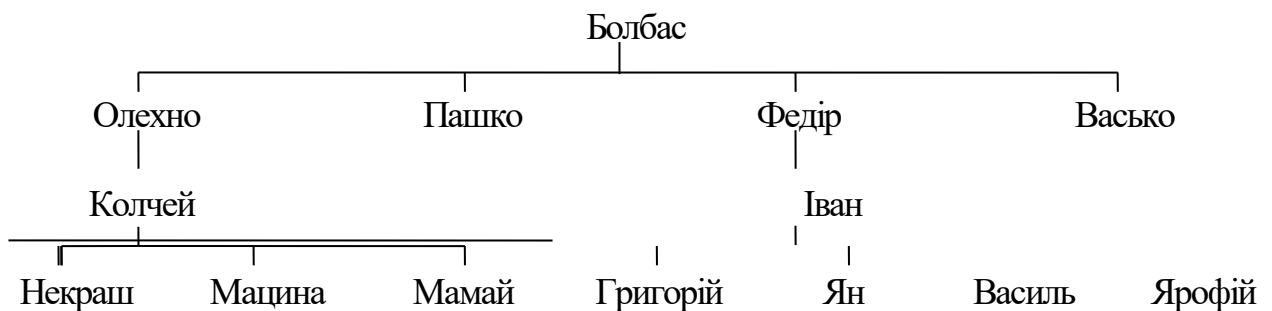 Болбас
Олехно Пашко Федір Васько
Колчей Іван
Некраш Мацина Мамай Григорій Ян Василь Ярофій